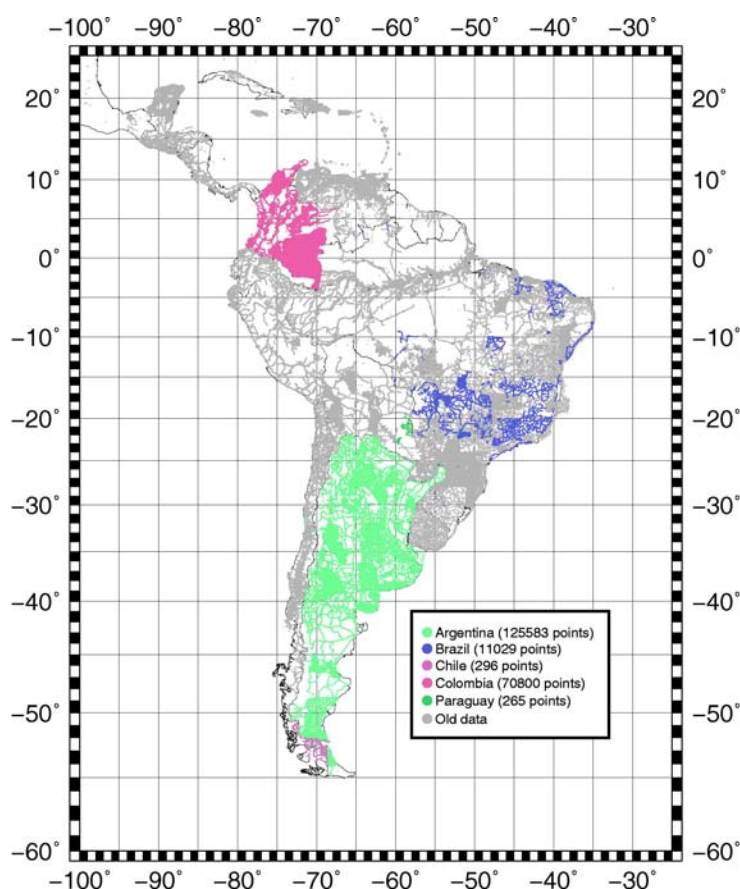 −100° −90° −80° −70° −60° −50° −40° −30°
20° 20°
10° 10°
0° 0°
−10° −10°
−20° −20°
−30° −30°
−40° −40°
Argentina (125583 points)
Brazil (11029 points)
Chile (296 points)
Colombia (70800 points)
Paraguay (265 points)
Old data
−50° −50°
−60° −60°
−100° −90° −80° −70° −60° −50° −40° −30°